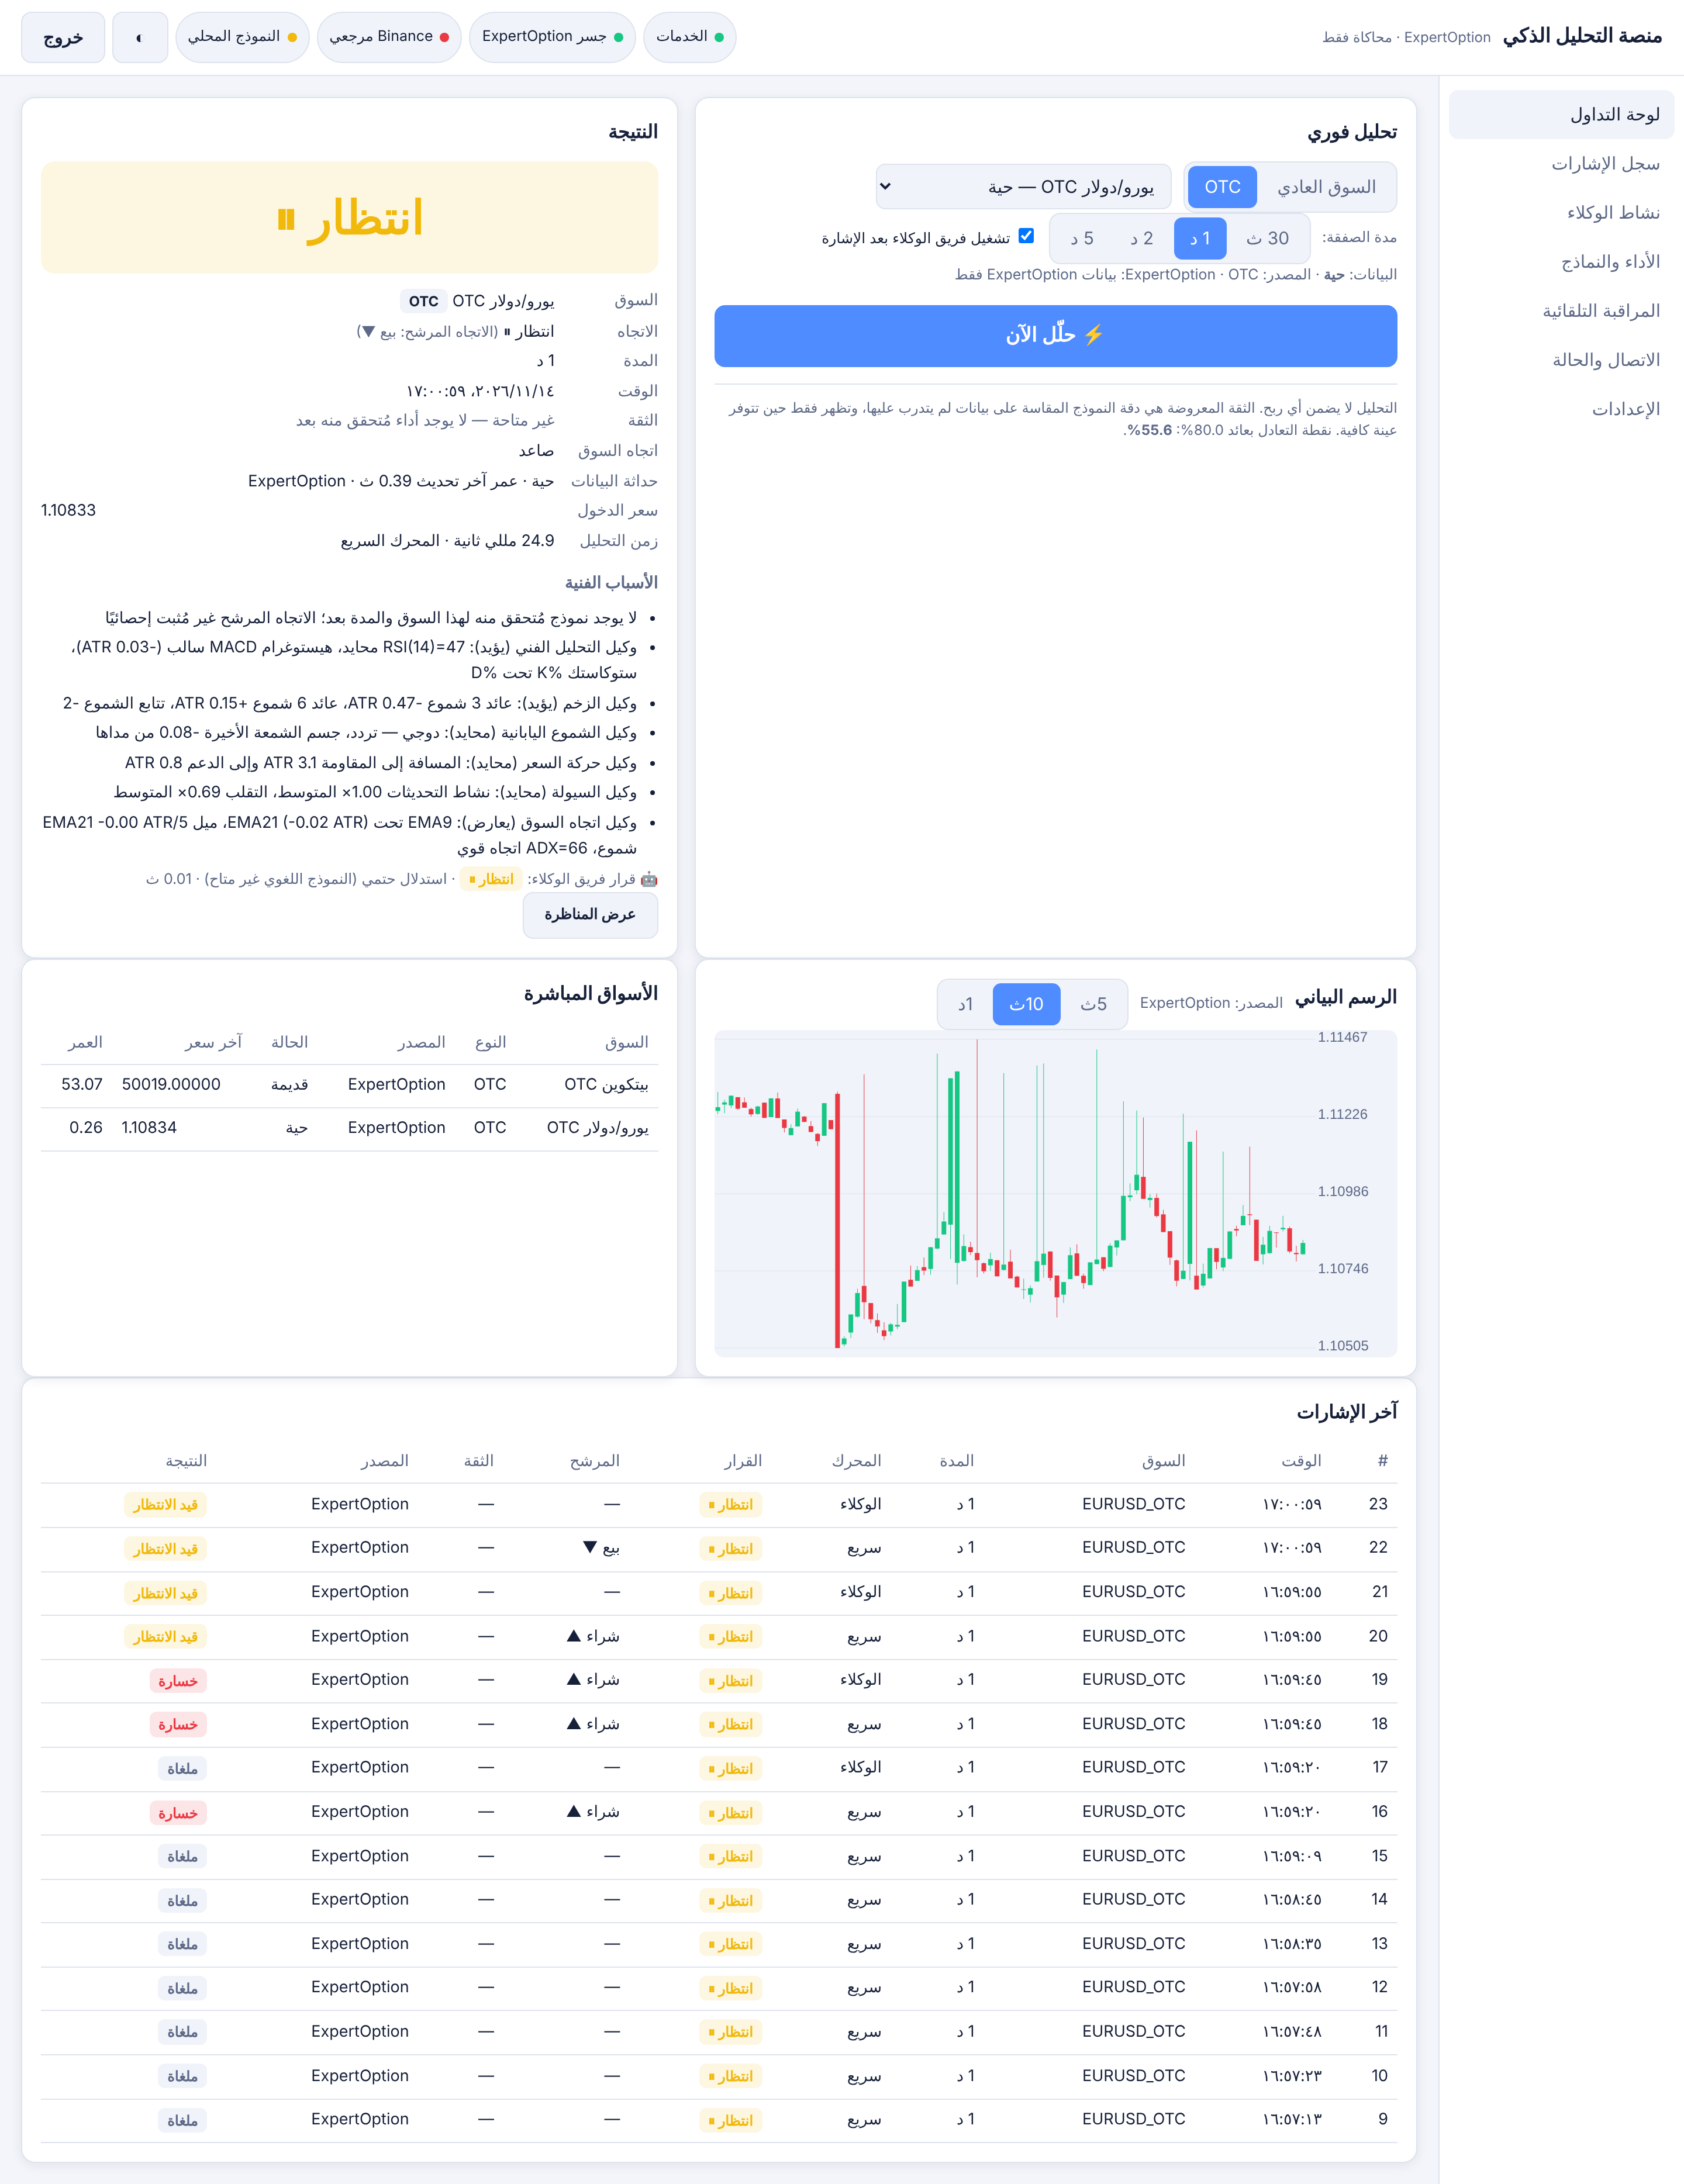 منصة التحليل الذكي ExpertOption · محاكاة فقط
الخدمات
جسر ExpertOption
Binance مرجعي
النموذج المحلي
خروج
لوحة التداول
سجل الإشارات
نشاط الوكلاء
الأداء والنماذج
المراقبة التلقائية
الاتصال والحالة
الإعدادات
تحليل فوري
السوق العادي OTC يورو/دولار OTC — حية
مدة الصفقة: 30 ث 1 د 2 د 5 د تشغيل فريق الوكلاء بعد الإشارة
البيانات: حية · المصدر: ExpertOption · OTC: بيانات ExpertOption فقط
⚡ حلّل الآن
التحليل لا يضمن أي ربح. الثقة المعروضة هي دقة النموذج المقاسة على بيانات لم يتدرب عليها، وتظهر فقط حين تتوفر
عينة كافية. نقطة التعادل بعائد 80.0%: 55.6%.
النتيجة
انتظار ⏸
السوق يورو/دولار OTC OTC
الاتجاه انتظار ⏸ (الاتجاه المرشح: بيع ▼)
المدة 1 د
الوقت ١٤‏/١١‏/٢٠٢٦، ١٧:٠٠:٥٩
الثقة غير متاحة — لا يوجد أداء مُتحقق منه بعد
اتجاه السوق صاعد
حداثة البيانات حية · عمر آخر تحديث 0.39 ث · ExpertOption
سعر الدخول 1.10833
زمن التحليل 24.9 مللي ثانية · المحرك السريع
الأسباب الفنية
• لا يوجد نموذج مُتحقق منه لهذا السوق والمدة بعد؛ الاتجاه المرشح غير مُثبت إحصائيًا
• وكيل التحليل الفني (يؤيد): RSI(14)=47 محايد، هيستوغرام MACD سالب (-0.03 ATR)،
ستوكاستك %K تحت %D
• وكيل الزخم (يؤيد): عائد 3 شموع -0.47 ATR، عائد 6 شموع +0.15 ATR، تتابع الشموع -2
• وكيل الشموع اليابانية (محايد): دوجي — تردد، جسم الشمعة الأخيرة -0.08 من مداها
• وكيل حركة السعر (محايد): المسافة إلى المقاومة 3.1 ATR وإلى الدعم 0.8 ATR
• وكيل السيولة (محايد): نشاط التحديثات 1.00× المتوسط، التقلب 0.69× المتوسط
• وكيل اتجاه السوق (يعارض): EMA9 تحت EMA21 (-0.02 ATR)، ميل EMA21 -0.00 ATR/5
شموع، ADX=66 اتجاه قوي
🤖 قرار فريق الوكلاء: انتظار ⏸ · استدلال حتمي (النموذج اللغوي غير متاح) · 0.01 ث
عرض المناظرة
الرسم البياني المصدر: ExpertOption 5ث 10ث 1د
1.11467
1.11226
1.10986
1.10746
1.10505
الأسواق المباشرة
السوق النوع المصدر الحالة آخر سعر العمر
بيتكوين OTC OTC ExpertOption قديمة 50019.00000 53.07
يورو/دولار OTC OTC ExpertOption حية 1.10834 0.26
آخر الإشارات
# الوقت السوق المدة المحرك القرار المرشح الثقة المصدر النتيجة
23 ١٧:٠٠:٥٩ EURUSD_OTC 1 د الوكلاء انتظار ⏸ — — ExpertOption قيد الانتظار
22 ١٧:٠٠:٥٩ EURUSD_OTC 1 د سريع انتظار ⏸ بيع ▼ — ExpertOption قيد الانتظار
21 ١٦:٥٩:٥٥ EURUSD_OTC 1 د الوكلاء انتظار ⏸ — — ExpertOption قيد الانتظار
20 ١٦:٥٩:٥٥ EURUSD_OTC 1 د سريع انتظار ⏸ شراء ▲ — ExpertOption قيد الانتظار
19 ١٦:٥٩:٤٥ EURUSD_OTC 1 د الوكلاء انتظار ⏸ شراء ▲ — ExpertOption خسارة
18 ١٦:٥٩:٤٥ EURUSD_OTC 1 د سريع انتظار ⏸ شراء ▲ — ExpertOption خسارة
17 ١٦:٥٩:٢٠ EURUSD_OTC 1 د الوكلاء انتظار ⏸ — — ExpertOption ملغاة
16 ١٦:٥٩:٢٠ EURUSD_OTC 1 د سريع انتظار ⏸ شراء ▲ — ExpertOption خسارة
15 ١٦:٥٩:٠٩ EURUSD_OTC 1 د سريع انتظار ⏸ — — ExpertOption ملغاة
14 ١٦:٥٨:٤٥ EURUSD_OTC 1 د سريع انتظار ⏸ — — ExpertOption ملغاة
13 ١٦:٥٨:٣٥ EURUSD_OTC 1 د سريع انتظار ⏸ — — ExpertOption ملغاة
12 ١٦:٥٧:٥٨ EURUSD_OTC 1 د سريع انتظار ⏸ — — ExpertOption ملغاة
11 ١٦:٥٧:٤٨ EURUSD_OTC 1 د سريع انتظار ⏸ — — ExpertOption ملغاة
10 ١٦:٥٧:٢٣ EURUSD_OTC 1 د سريع انتظار ⏸ — — ExpertOption ملغاة
9 ١٦:٥٧:١٣ EURUSD_OTC 1 د سريع انتظار ⏸ — — ExpertOption ملغاة